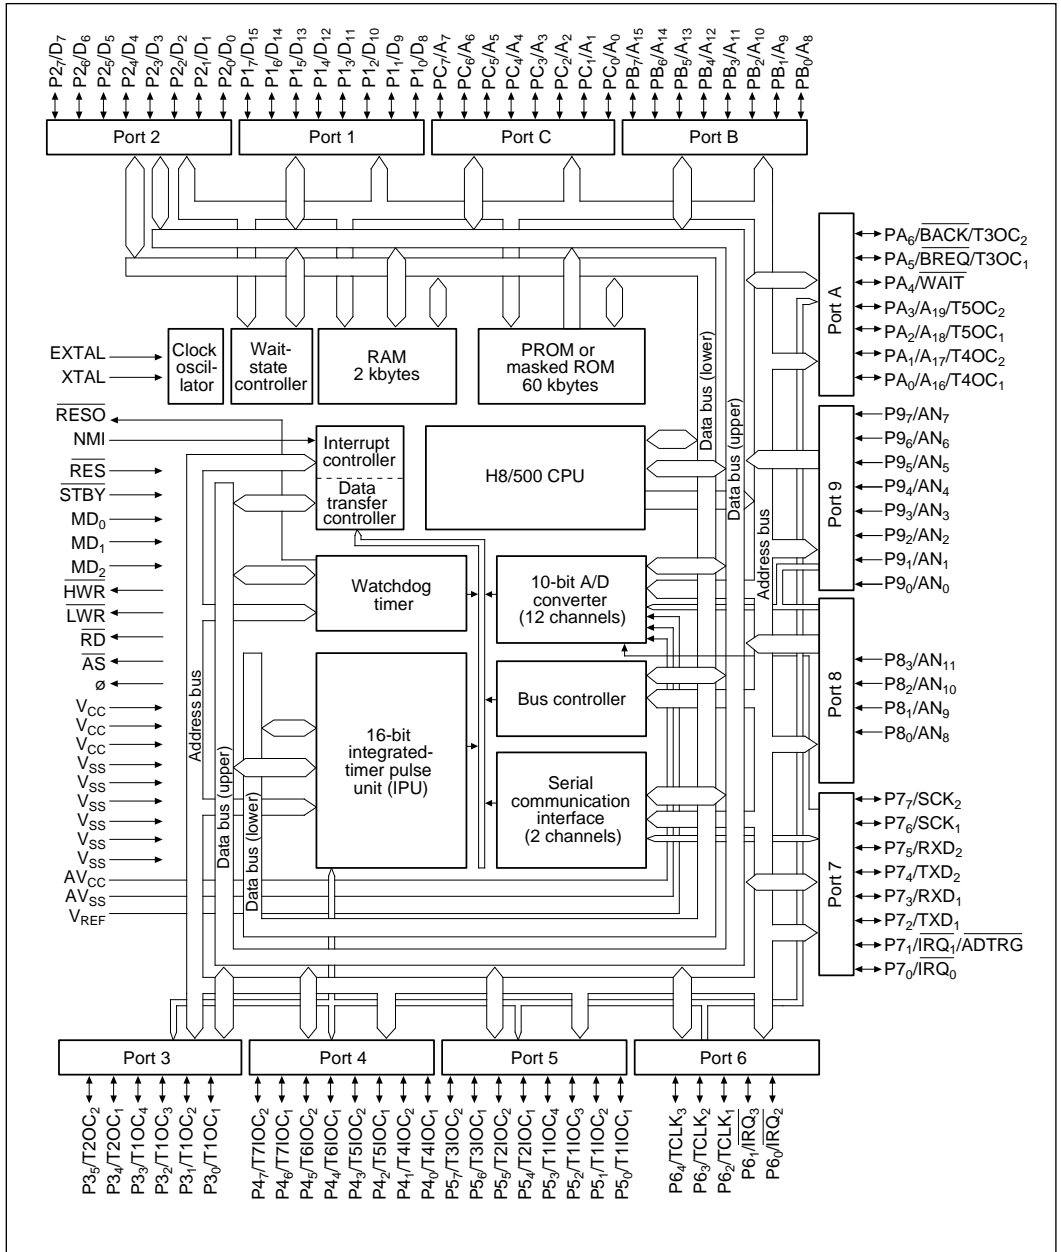 P2₇/D₇
P2₆/D₆
P2₅/D₅
P2₄/D₄
P2₃/D₃
P2₂/D₂
P2₁/D₁
P2₀/D₀
P1₇/D₁₅
P1₆/D₁₄
P1₅/D₁₃
P1₄/D₁₂
P1₃/D₁₁
P1₂/D₁₀
P1₁/D₉
P1₀/D₈
PC₇/A₇
PC₆/A₆
PC₅/A₅
PC₄/A₄
PC₃/A₃
PC₂/A₂
PC₁/A₁
PC₀/A₀
PB₇/A₁₅
PB₆/A₁₄
PB₅/A₁₃
PB₄/A₁₂
PB₃/A₁₁
PB₂/A₁₀
PB₁/A₉
PB₀/A₈
Port 2
Port 1
Port C
Port B
Port A
PA₆/BACK/T3OC₂
PA₅/BREQ/T3OC₁
PA₄/WAIT
PA₃/A₁₉/T5OC₂
PA₂/A₁₈/T5OC₁
PA₁/A₁₇/T4OC₂
PA₀/A₁₆/T4OC₁
EXTAL
XTAL
RESO
NMI
RES
STBY
MD₀
MD₁
MD₂
HWR
LWR
RD
AS
ø
V_CC
V_CC
V_CC
V_SS
V_SS
V_SS
V_SS
V_SS
V_SS
AV_CC
AV_SS
V_REF
Clock
oscil-
lator
Wait-
state
controller
RAM
2 kbytes
PROM or
masked ROM
60 kbytes
Interrupt
controller
Data
transfer
controller
H8/500 CPU
Watchdog
timer
10-bit A/D
converter
(12 channels)
Bus controller
16-bit
integrated-
timer pulse
unit (IPU)
Serial
communication
interface
(2 channels)
Data bus (lower)
Data bus (upper)
Address bus
Address bus
Data bus (upper)
Data bus (lower)
Port 9
P9₇/AN₇
P9₆/AN₆
P9₅/AN₅
P9₄/AN₄
P9₃/AN₃
P9₂/AN₂
P9₁/AN₁
P9₀/AN₀
Port 8
P8₃/AN₁₁
P8₂/AN₁₀
P8₁/AN₉
P8₀/AN₈
Port 7
P7₇/SCK₂
P7₆/SCK₁
P7₅/RXD₂
P7₄/TXD₂
P7₃/RXD₁
P7₂/TXD₁
P7₁/IRQ₁/ADTRG
P7₀/IRQ₀
Port 3
Port 4
Port 5
Port 6
P3₅/T2OC₂
P3₄/T2OC₁
P3₃/T1OC₄
P3₂/T1OC₃
P3₁/T1OC₂
P3₀/T1OC₁
P4₇/T7IOC₂
P4₆/T7IOC₁
P4₅/T6IOC₂
P4₄/T6IOC₁
P4₃/T5IOC₂
P4₂/T5IOC₁
P4₁/T4IOC₂
P4₀/T4IOC₁
P5₇/T3IOC₂
P5₆/T3IOC₁
P5₅/T2IOC₂
P5₄/T2IOC₁
P5₃/T1IOC₄
P5₂/T1IOC₃
P5₁/T1IOC₂
P5₀/T1IOC₁
P6₄/TCLK₃
P6₃/TCLK₂
P6₂/TCLK₁
P6₁/IRQ₃
P6₀/IRQ₂